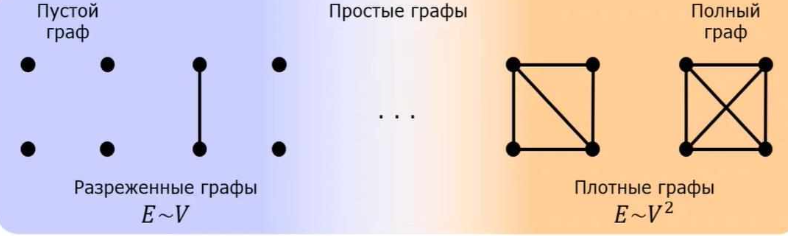 Пустой
граф
Простые графы
Полный
граф
. . .
Разреженные графы
E~V
Плотные графы
E~V²